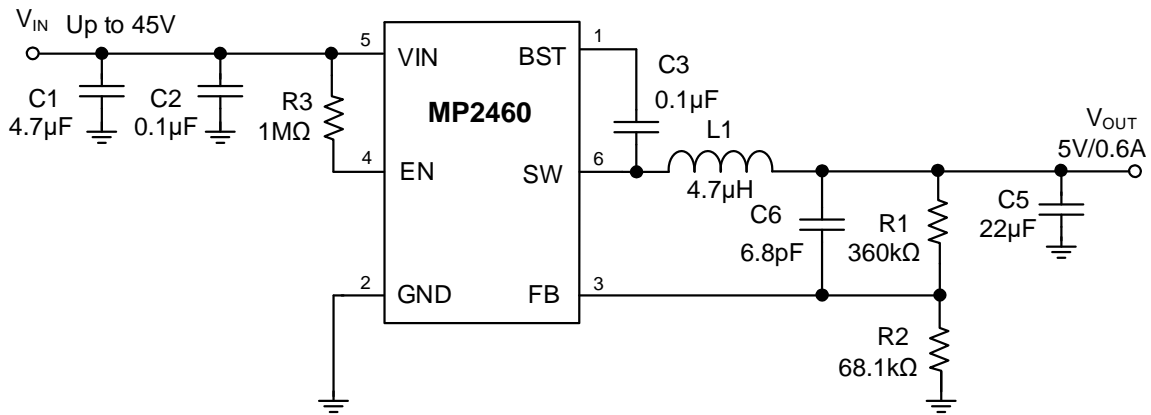 VIN Up to 45V
C1
4.7µF
C2
0.1µF
R3
1MΩ
5
VIN
4
EN
2
GND
MP2460
1
BST
6
SW
3
FB
C3
0.1µF
L1
4.7µH
C6
6.8pF
R1
360kΩ
R2
68.1kΩ
C5
22µF
VOUT
5V/0.6A